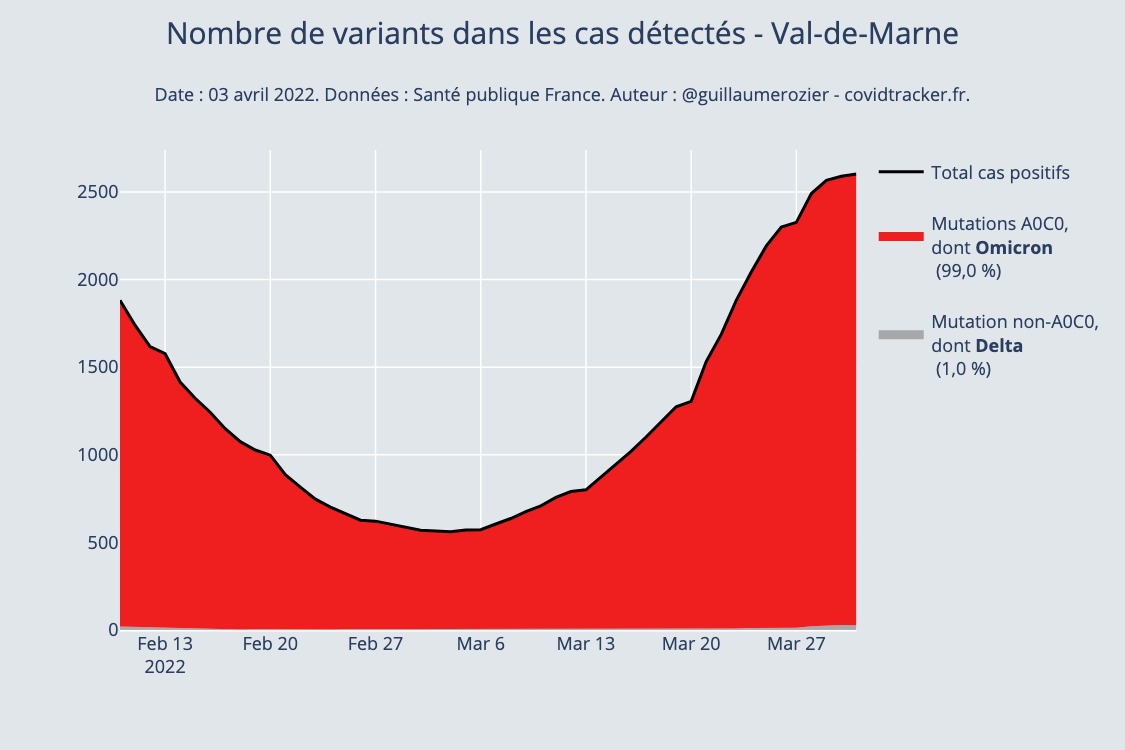 Nombre de variants dans les cas détectés - Val-de-Marne
Date : 03 avril 2022. Données : Santé publique France. Auteur : @guillaumerozier - covidtracker.fr.
2500
2000
1500
1000
500
0
Feb 13
2022
Feb 20
Feb 27
Mar 6
Mar 13
Mar 20
Mar 27
Total cas positifs
Mutations A0C0,
dont Omicron
(99,0 %)
Mutation non-A0C0,
dont Delta
(1,0 %)